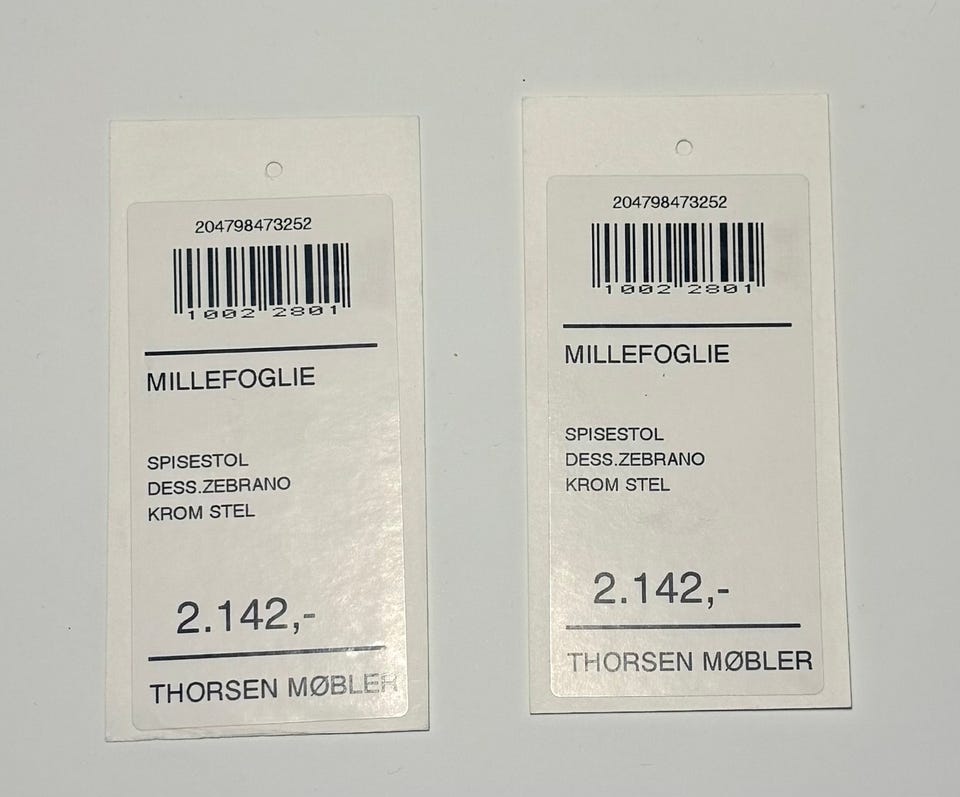 204798473252
1002 2801
MILLEFOGLIE
SPISESTOL
DESS.ZEBRANO
KROM STEL
2.142,-
THORSEN MØBLER
204798473252
1002 2801
MILLEFOGLIE
SPISESTOL
DESS.ZEBRANO
KROM STEL
2.142,-
THORSEN MØBLER